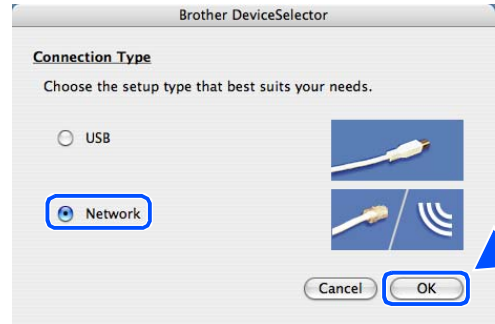 Brother DeviceSelector
Connection Type
Choose the setup type that best suits your needs.
USB
Network
Cancel OK